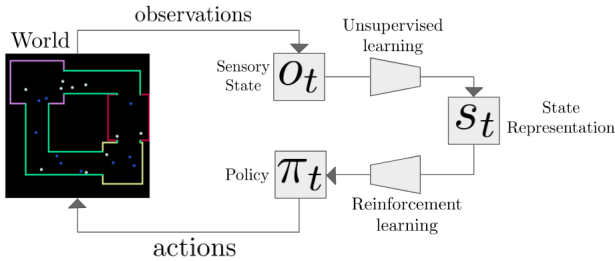 observations
World
Unsupervised
learning
Sensory
State
o_t
s_t
State
Representation
Policy
π_t
Reinforcement
learning
actions